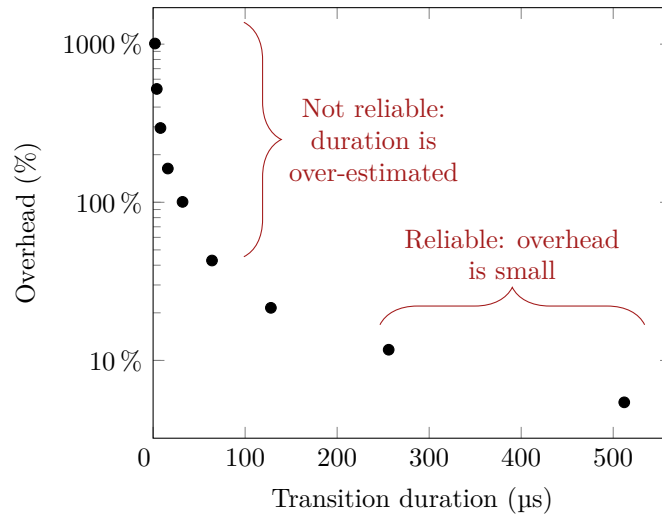 1000 %
100 %
10 %
Overhead (%)
Not reliable:
duration is
over-estimated
Reliable: overhead
is small
0 100 200 300 400 500
Transition duration (µs)